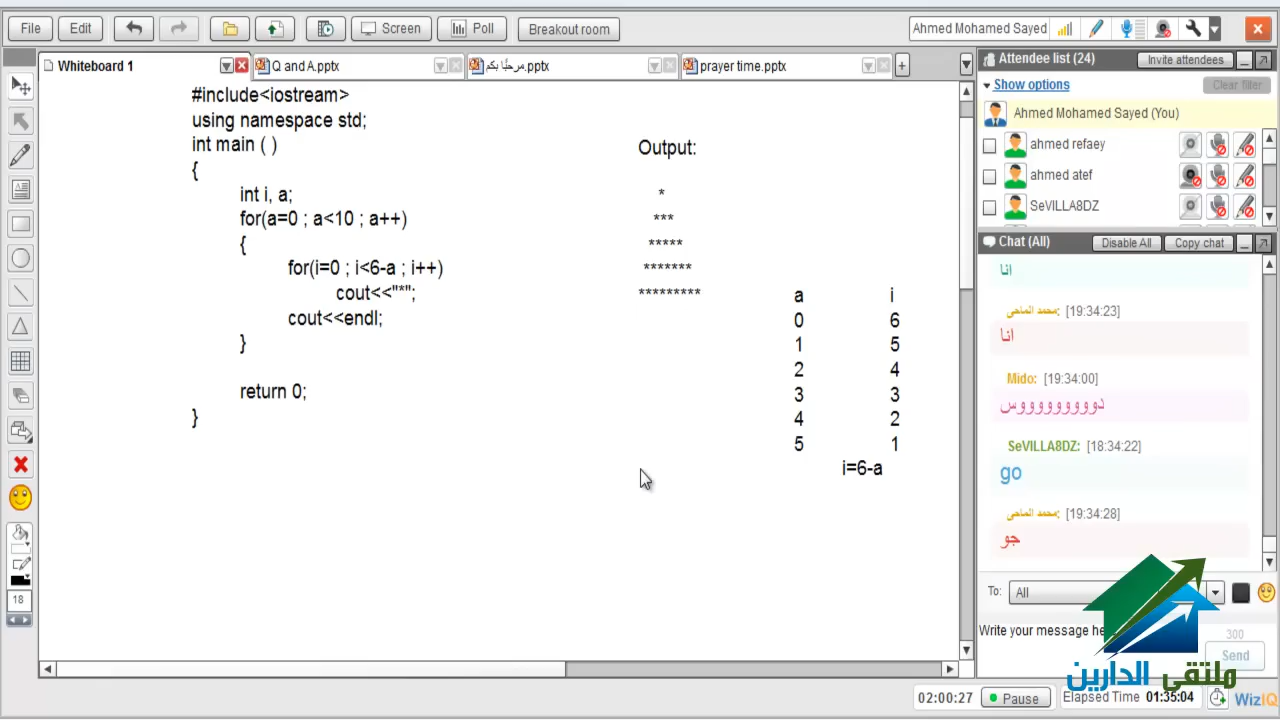 File Edit Screen Poll Breakout room Ahmed Mohamed Sayed
Whiteboard 1 Q and A.pptx مرحبًا بكم.pptx prayer time.pptx
#include<iostream>
using namespace std;
int main ( )
{
int i, a;
for(a=0 ; a<10 ; a++)
{
for(i=0 ; i<6-a ; i++)
cout<<"*";
cout<<endl;
}
return 0;
}
Output:
*
***
*****
*******
*********
a i
0 6
1 5
2 4
3 3
4 2
5 1
i=6-a
18
Attendee list (24) Invite attendees
Show options Clear filter
Ahmed Mohamed Sayed (You)
ahmed refaey
ahmed atef
SeVILLA8DZ
Chat (All) Disable All Copy chat
انا
محمد الماحى: [19:34:23]
انا
Mido: [19:34:00]
دوووووووووس
SeVILLA8DZ: [18:34:22]
go
محمد الماحى: [19:34:28]
جو
To: All
Write your message he
300
Send
ملتقى الدارين
02:00:27 Pause Elapsed Time 01:35:04 WizIQ